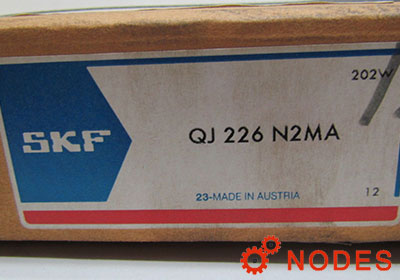 202W
SKF
QJ 226 N2MA
23-MADE IN AUSTRIA
12
NODES